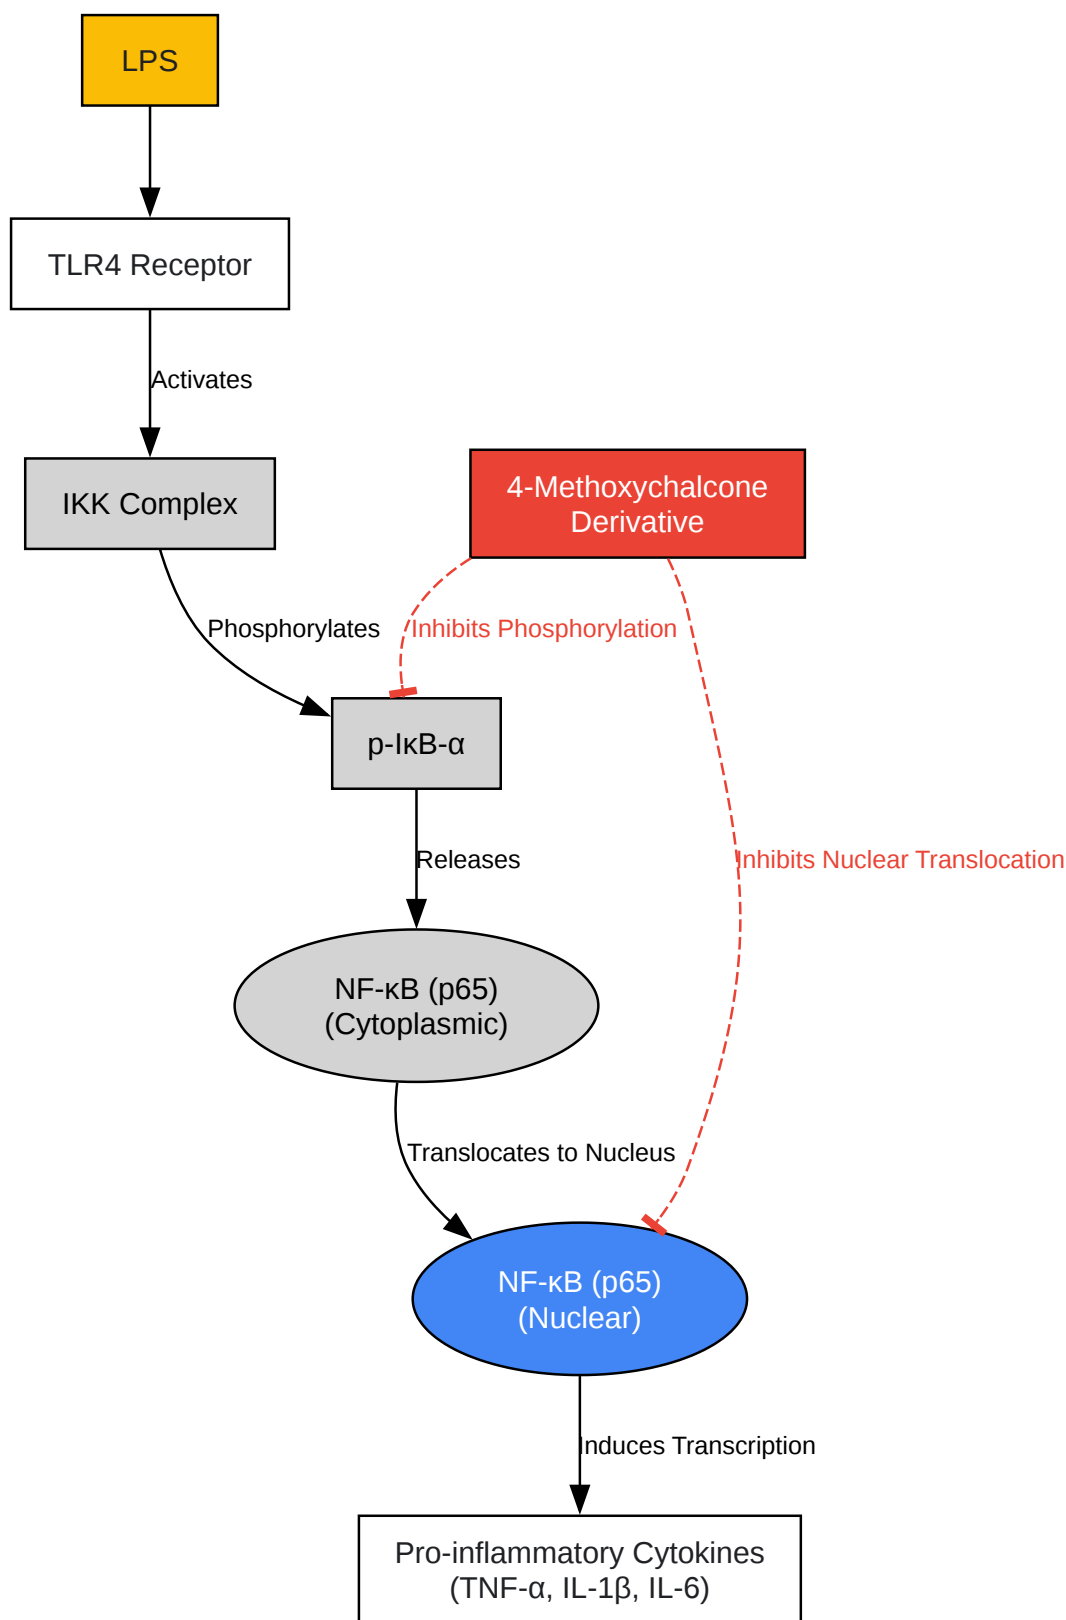 LPS
TLR4 Receptor
Activates
IKK Complex
4-Methoxychalcone
Derivative
Phosphorylates
Inhibits Phosphorylation
p-IκB-α
Releases
Inhibits Nuclear Translocation
NF-κB (p65)
(Cytoplasmic)
Translocates to Nucleus
NF-κB (p65)
(Nuclear)
Induces Transcription
Pro-inflammatory Cytokines
(TNF-α, IL-1β, IL-6)